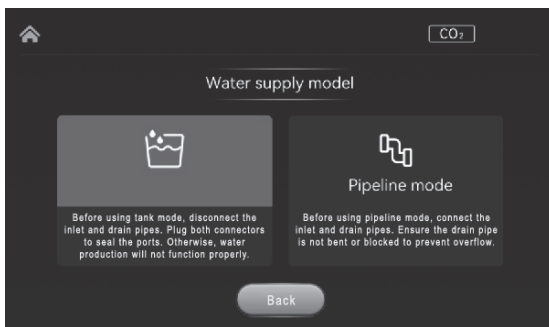 CO₂
Water supply model
Pipeline mode
Before using tank mode, disconnect the
inlet and drain pipes. Plug both connectors
to seal the ports. Otherwise, water
production will not function properly.
Before using pipeline mode, connect the
inlet and drain pipes. Ensure the drain pipe
is not bent or blocked to prevent overflow.
Back